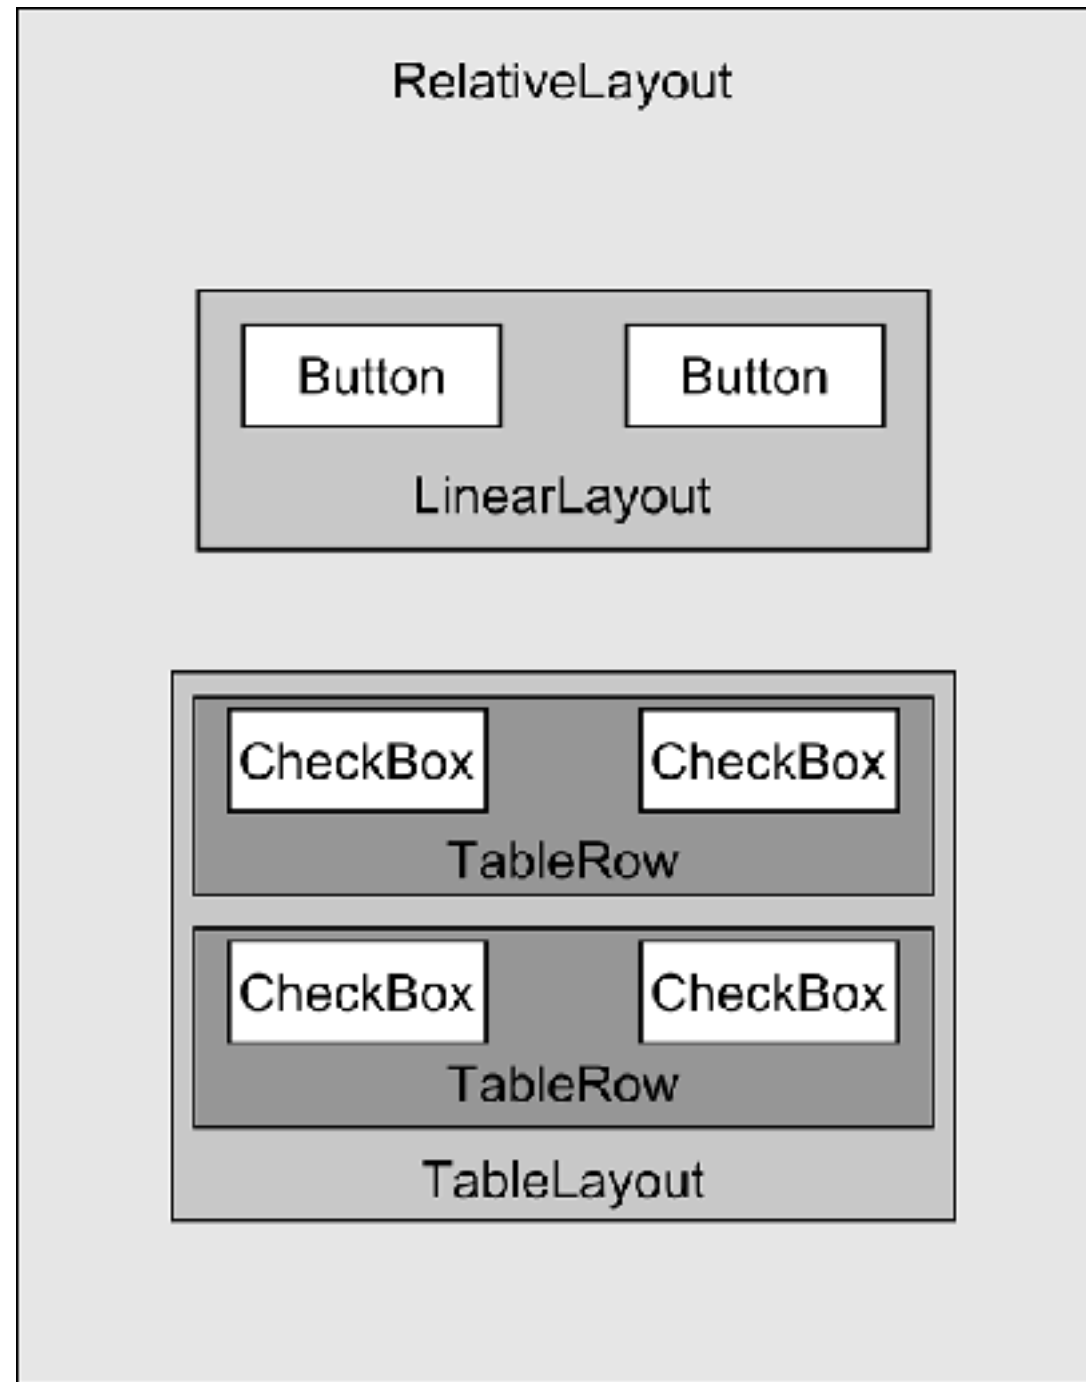 RelativeLayout
Button Button
LinearLayout
CheckBox CheckBox
TableRow
CheckBox CheckBox
TableRow
TableLayout